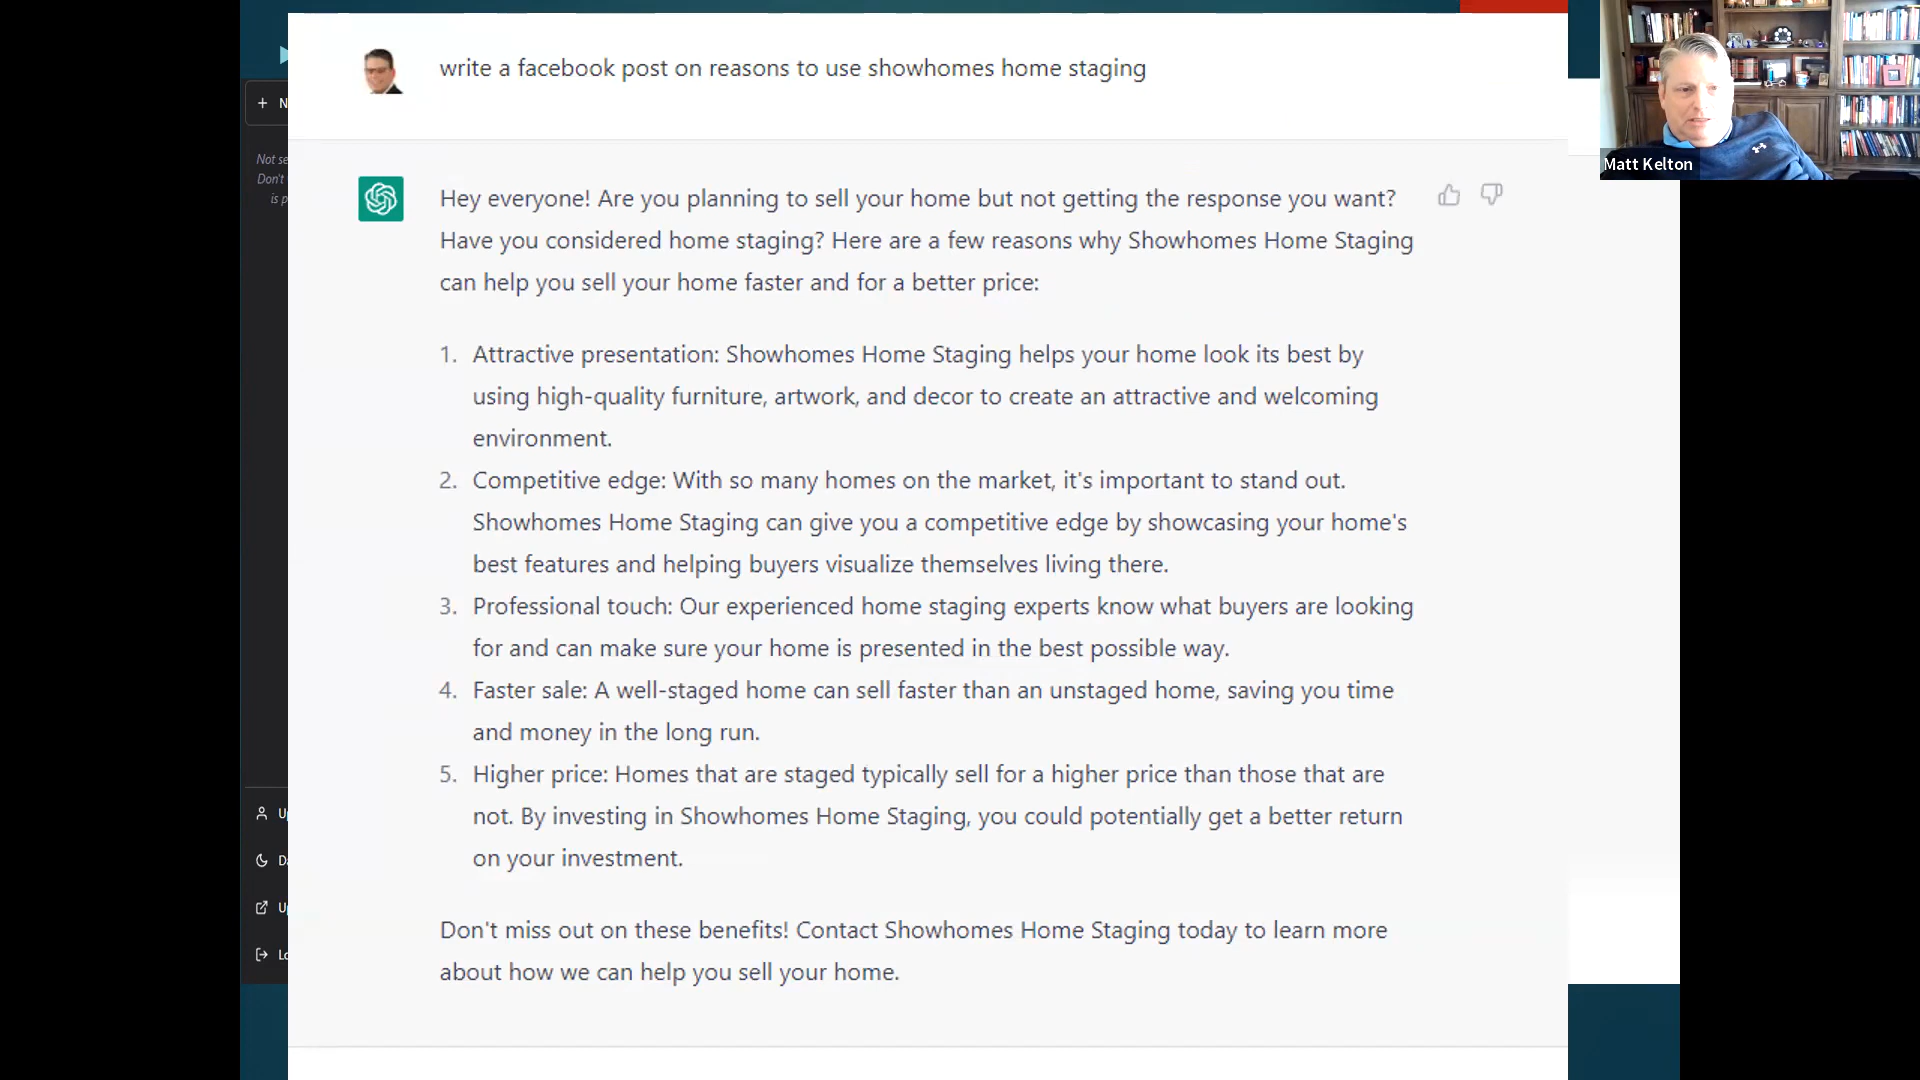 write a facebook post on reasons to use showhomes home staging
Matt Kelton
+ N
Not se
Don't
is p
Hey everyone! Are you planning to sell your home but not getting the response you want?
Have you considered home staging? Here are a few reasons why Showhomes Home Staging
can help you sell your home faster and for a better price:
1. Attractive presentation: Showhomes Home Staging helps your home look its best by
using high-quality furniture, artwork, and decor to create an attractive and welcoming
environment.
2. Competitive edge: With so many homes on the market, it's important to stand out.
Showhomes Home Staging can give you a competitive edge by showcasing your home's
best features and helping buyers visualize themselves living there.
3. Professional touch: Our experienced home staging experts know what buyers are looking
for and can make sure your home is presented in the best possible way.
4. Faster sale: A well-staged home can sell faster than an unstaged home, saving you time
and money in the long run.
5. Higher price: Homes that are staged typically sell for a higher price than those that are
not. By investing in Showhomes Home Staging, you could potentially get a better return
on your investment.
Up
Da
Up
Lo
Don't miss out on these benefits! Contact Showhomes Home Staging today to learn more
about how we can help you sell your home.